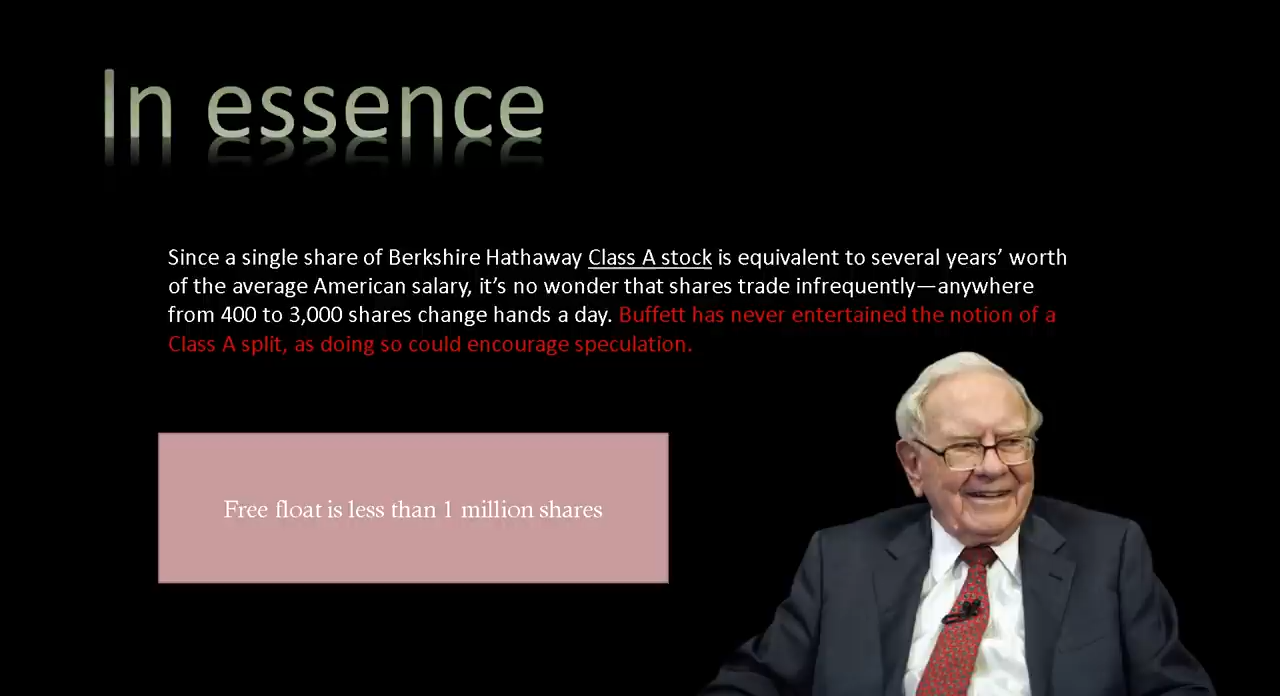 In essence
Since a single share of Berkshire Hathaway Class A stock is equivalent to several years’ worth
of the average American salary, it’s no wonder that shares trade infrequently—anywhere
from 400 to 3,000 shares change hands a day. Buffett has never entertained the notion of a
Class A split, as doing so could encourage speculation.
Free float is less than 1 million shares